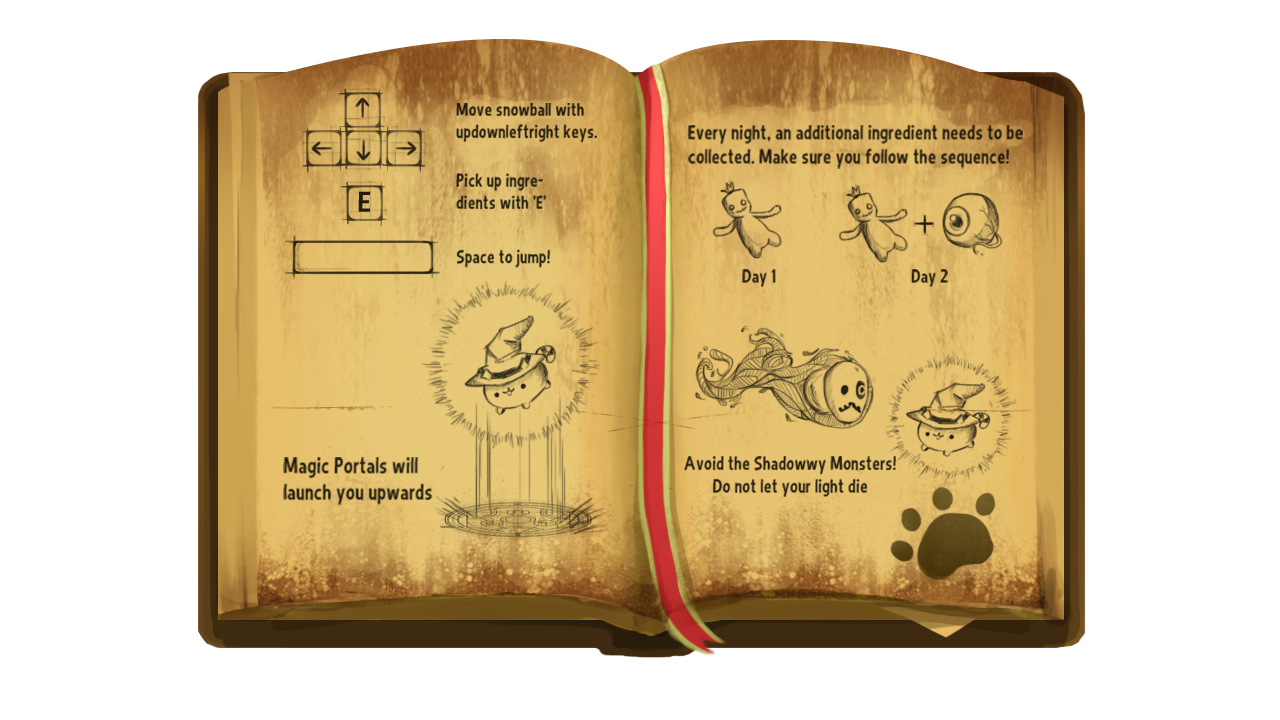 Move snowball with
updownleftright keys.
E
Pick up ingre-
dients with 'E'
Space to jump!
Magic Portals will
launch you upwards
Every night, an additional ingredient needs to be
collected. Make sure you follow the sequence!
+
Day 1
Day 2
Avoid the Shadowwy Monsters!
Do not let your light die